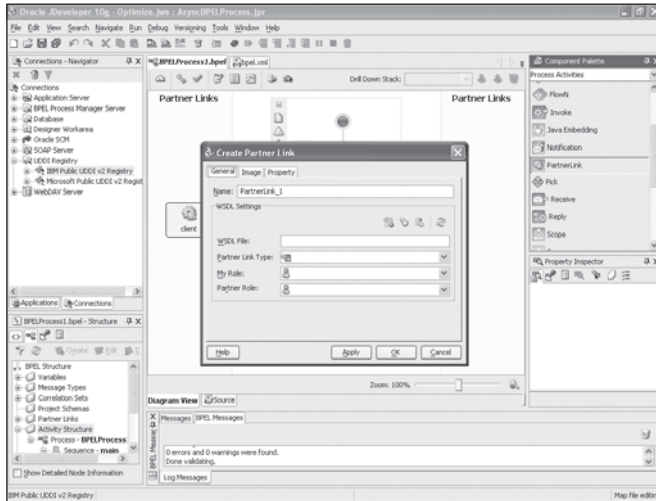 Oracle JDeveloper 10g - Optimize.jws : AsyncBPELProcess.jpr
File Edit View Search Navigate Run Debug Versioning Tools Window Help
Connections - Navigator
Connections
Application Server
BPEL Process Manager Server
Database
Designer Workarea
Oracle SCM
SOAP Server
UDDI Registry
IBM Public UDDI v2 Registry
Microsoft Public UDDI v2 Regist
WebDAV Server
Applications Connections
BPELProcess1.bpel - Structure
Create Edit
BPEL Structure
Variables
Message Types
Correlation Sets
Project Schemas
Partner Links
Activity Structure
Process - BPELProcess
Sequence - main
Show Detailed Node Information
BPELProcess1.bpel bpel.xml
Drill Down Stack:
Partner Links Partner Links
client
Create Partner Link
General Image Property
Name: PartnerLink_1
WSDL Settings
WSDL File:
Partner Link Type:
My Role:
Partner Role:
Help Apply OK Cancel
Zoom: 100%
Diagram View Source
Messages BPEL Messages
BPEL Messag
0 errors and 0 warnings were found.
Done validating.
Log Messages
Component Palette
Process Activities
FlowN
Invoke
Java Embedding
Notification
PartnerLink
Pick
Receive
Reply
Scope
Property Inspector
IBM Public UDDI v2 Registry Map file editin